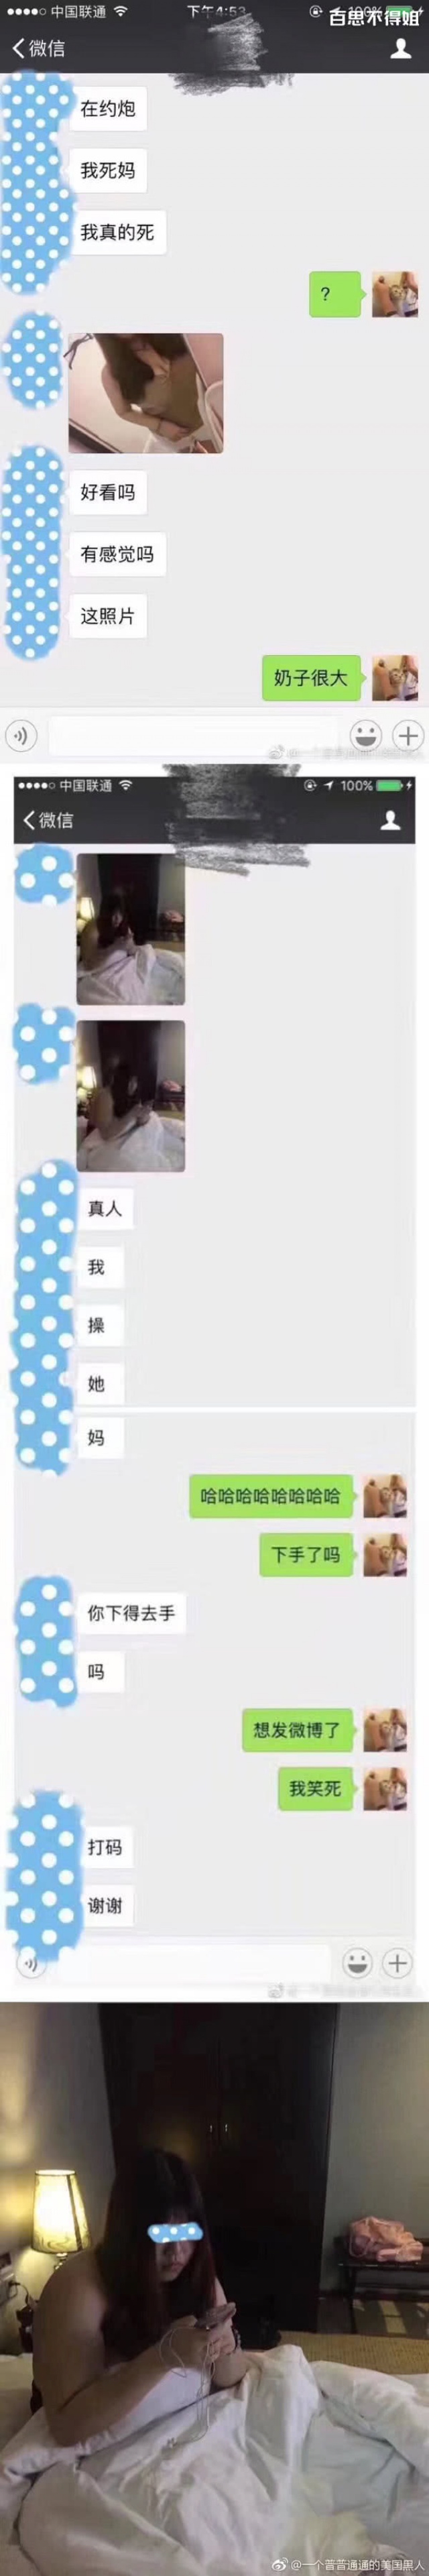 中国联通
下午4:53
100%
百思不得姐
微信
在约炮
我死妈
我真的死
?
好看吗
有感觉吗
这照片
奶子很大
中国联通
100%
微信
真人
我
操
她
妈
哈哈哈哈哈哈哈哈
下手了吗
你下得去手
吗
想发微博了
我笑死
打码
谢谢
@一个普普通通的美国黑人